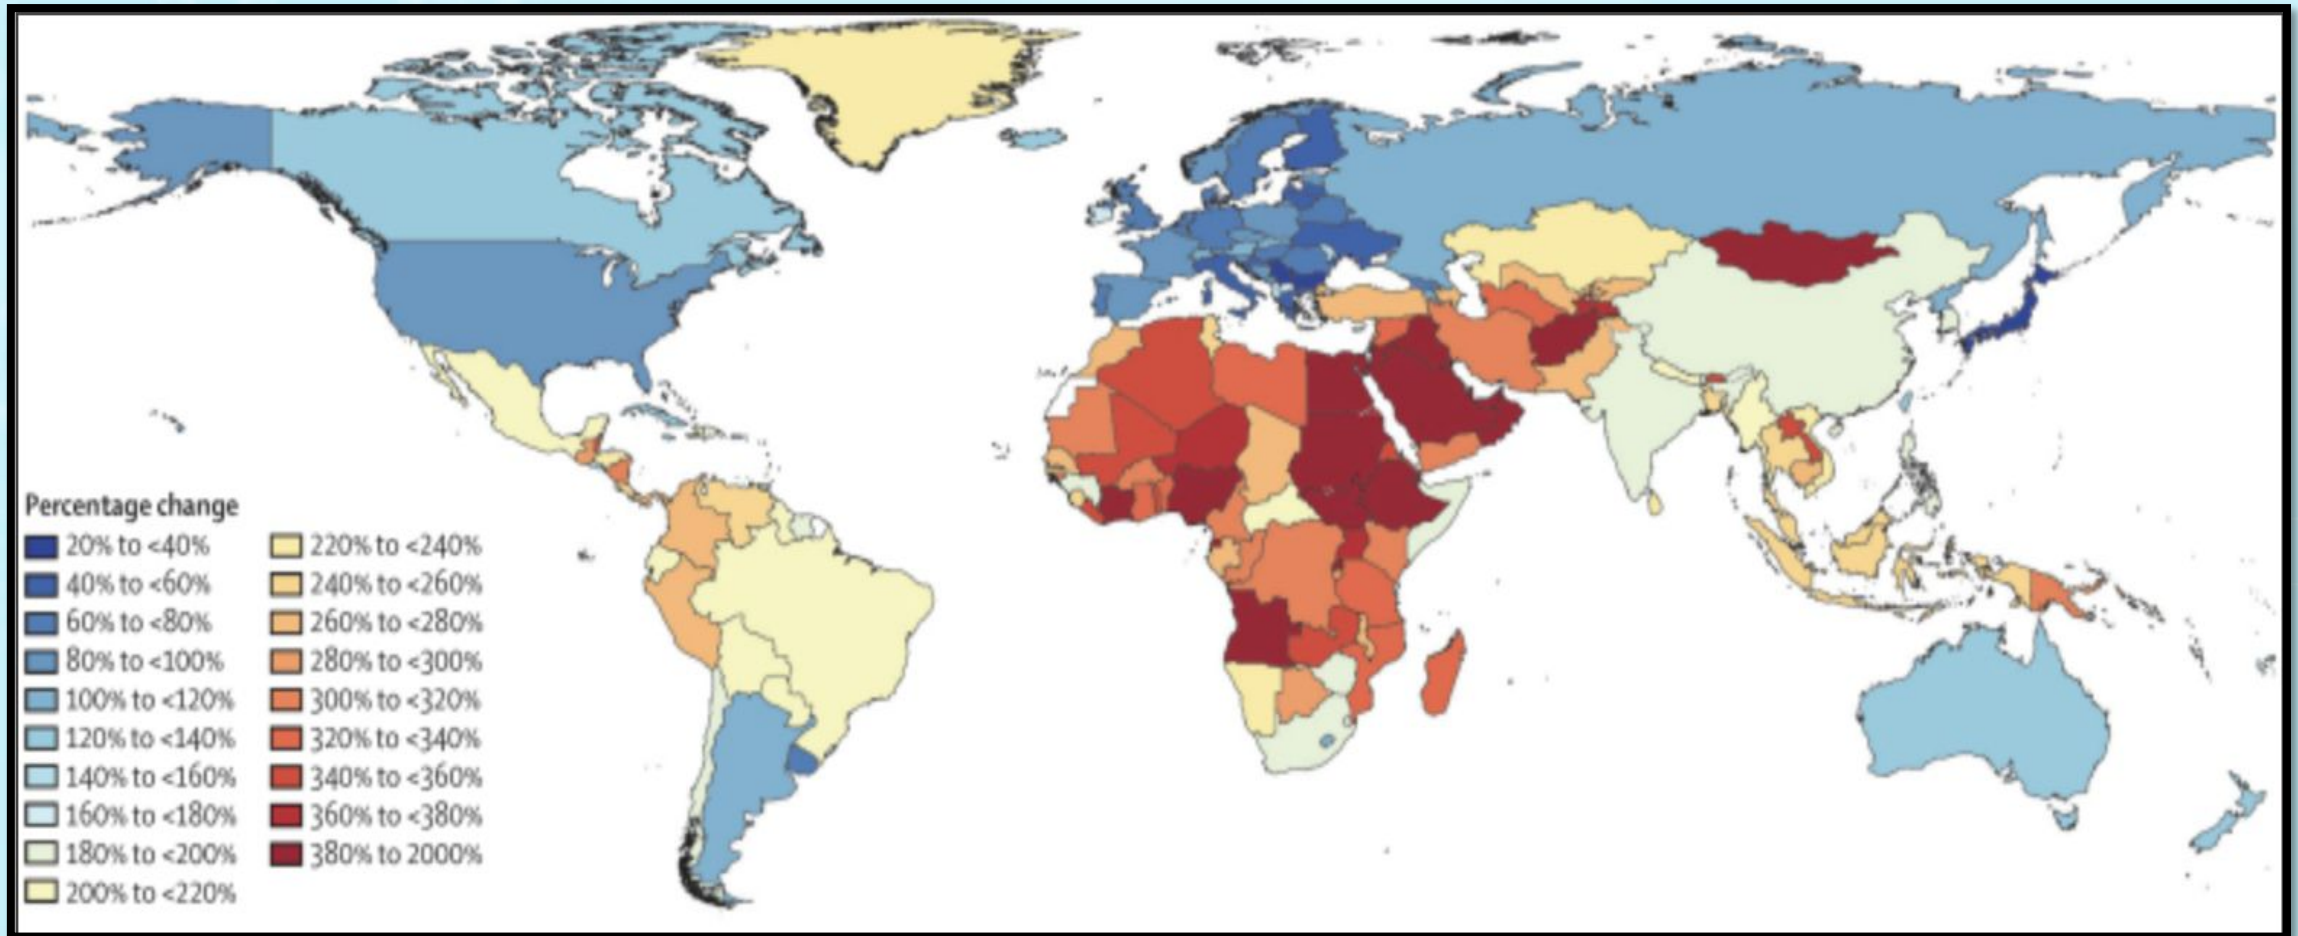 Percentage change
20% to <40%
40% to <60%
60% to <80%
80% to <100%
100% to <120%
120% to <140%
140% to <160%
160% to <180%
180% to <200%
200% to <220%
220% to <240%
240% to <260%
260% to <280%
280% to <300%
300% to <320%
320% to <340%
340% to <360%
360% to <380%
380% to 2000%